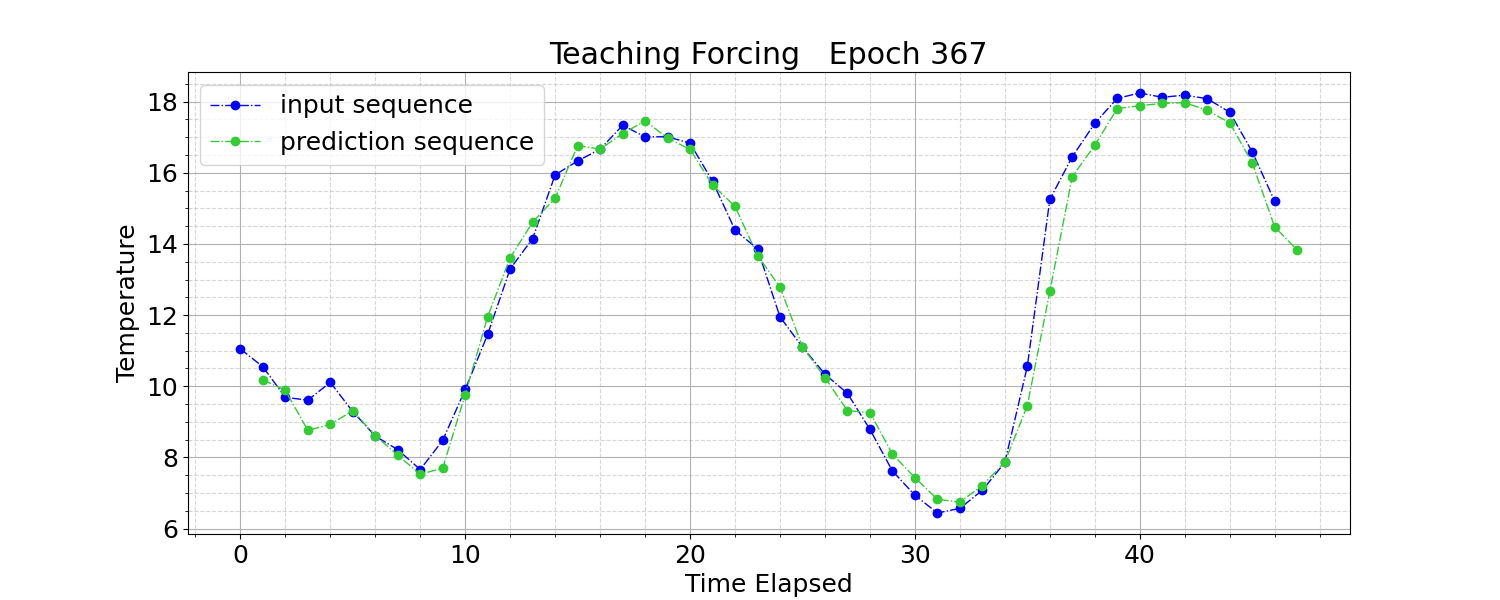 Teaching Forcing   Epoch 367
input sequence
prediction sequence
Temperature
18
16
14
12
10
8
6
0 10 20 30 40
Time Elapsed